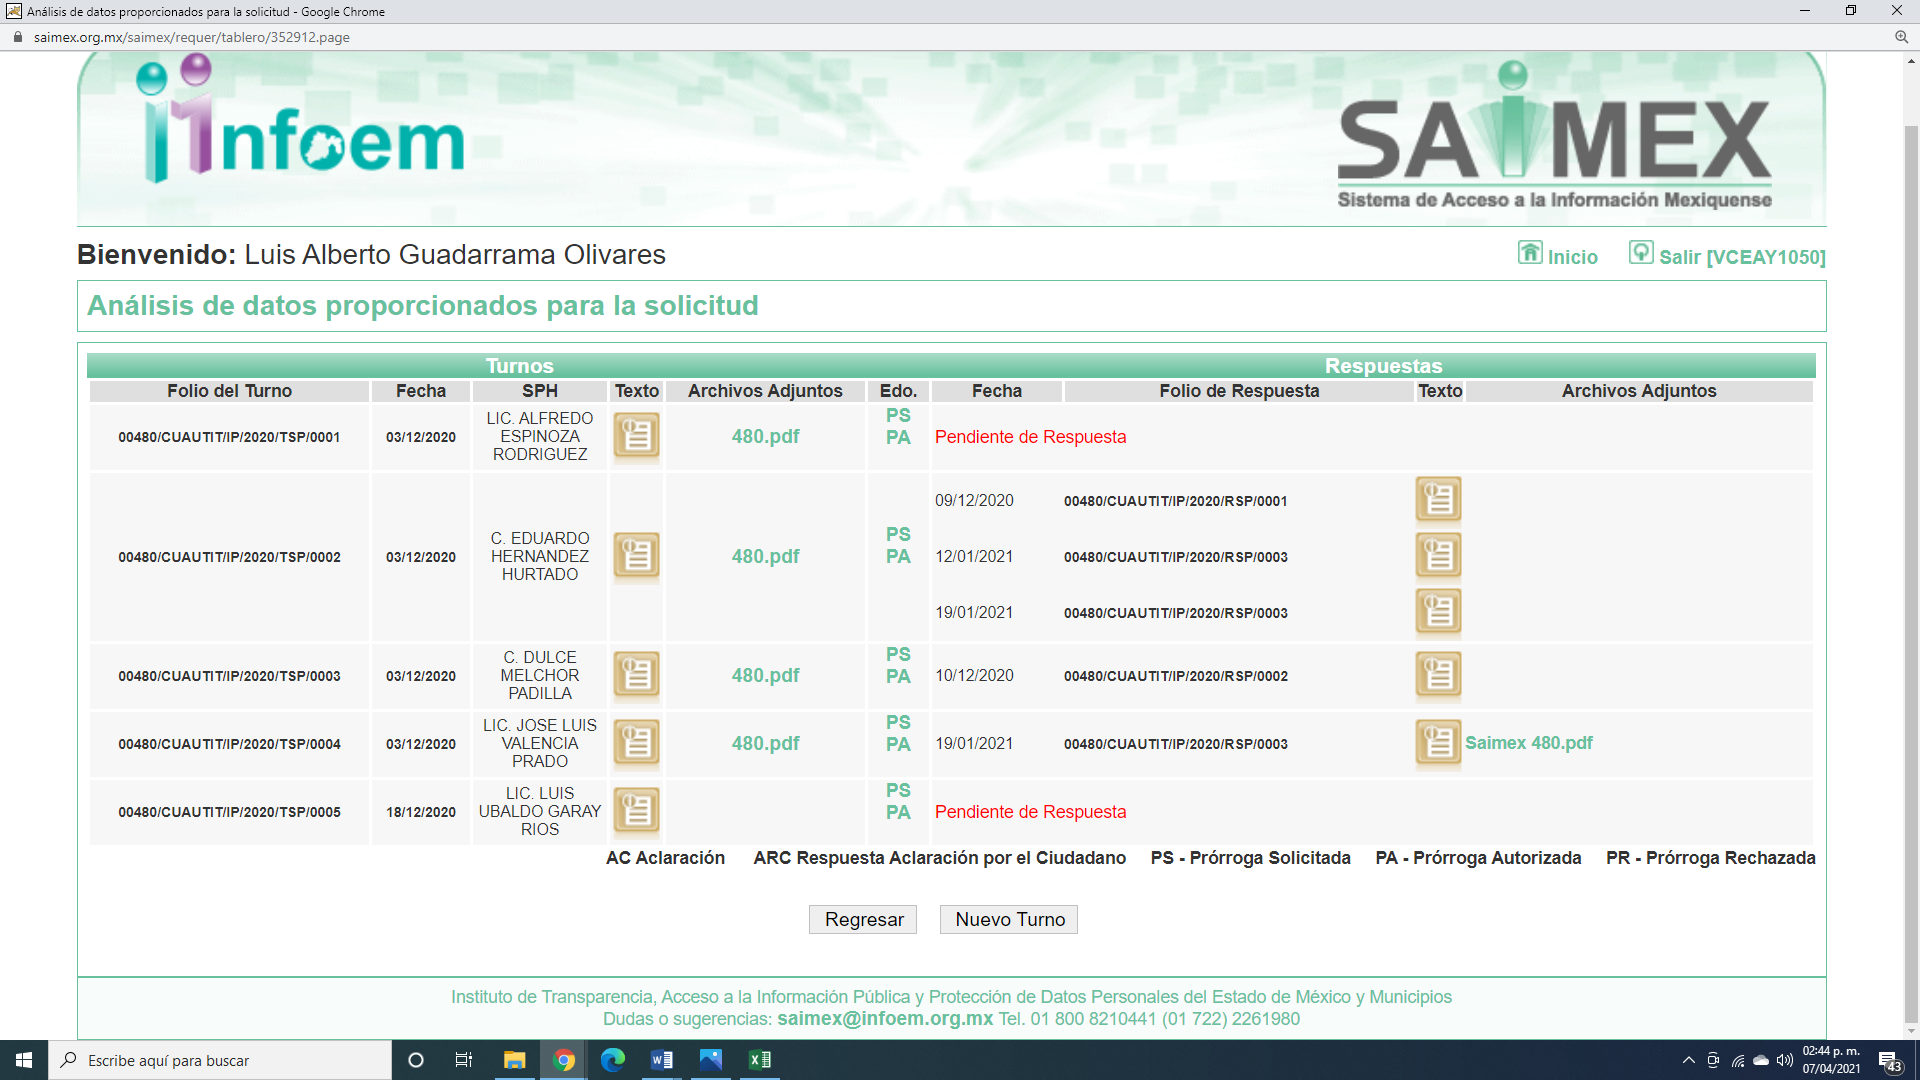 Análisis de datos proporcionados para la solicitud - Google Chrome
saimex.org.mx/saimex/requer/tablero/352912.page
infoem
SAIMEX
Sistema de Acceso a la Información Mexiquense
Bienvenido: Luis Alberto Guadarrama Olivares
Inicio Salir [VCEAY1050]
Análisis de datos proporcionados para la solicitud
Turnos Respuestas
Folio del Turno Fecha SPH Texto Archivos Adjuntos Edo. Fecha Folio de Respuesta Texto Archivos Adjuntos
00480/CUAUTIT/IP/2020/TSP/0001 03/12/2020 LIC. ALFREDO ESPINOZA RODRIGUEZ 480.pdf PS PA Pendiente de Respuesta
00480/CUAUTIT/IP/2020/TSP/0002 03/12/2020 C. EDUARDO HERNANDEZ HURTADO 480.pdf PS PA
09/12/2020 00480/CUAUTIT/IP/2020/RSP/0001
12/01/2021 00480/CUAUTIT/IP/2020/RSP/0003
19/01/2021 00480/CUAUTIT/IP/2020/RSP/0003
00480/CUAUTIT/IP/2020/TSP/0003 03/12/2020 C. DULCE MELCHOR PADILLA 480.pdf PS PA 10/12/2020 00480/CUAUTIT/IP/2020/RSP/0002
00480/CUAUTIT/IP/2020/TSP/0004 03/12/2020 LIC. JOSE LUIS VALENCIA PRADO 480.pdf PS PA 19/01/2021 00480/CUAUTIT/IP/2020/RSP/0003 Saimex 480.pdf
00480/CUAUTIT/IP/2020/TSP/0005 18/12/2020 LIC. LUIS UBALDO GARAY RIOS PS PA Pendiente de Respuesta
AC Aclaración ARC Respuesta Aclaración por el Ciudadano PS - Prórroga Solicitada PA - Prórroga Autorizada PR - Prórroga Rechazada
Regresar Nuevo Turno
Instituto de Transparencia, Acceso a la Información Pública y Protección de Datos Personales del Estado de México y Municipios
Dudas o sugerencias: saimex@infoem.org.mx Tel. 01 800 8210441 (01 722) 2261980
Escribe aquí para buscar
02:44 p. m.
07/04/2021
43